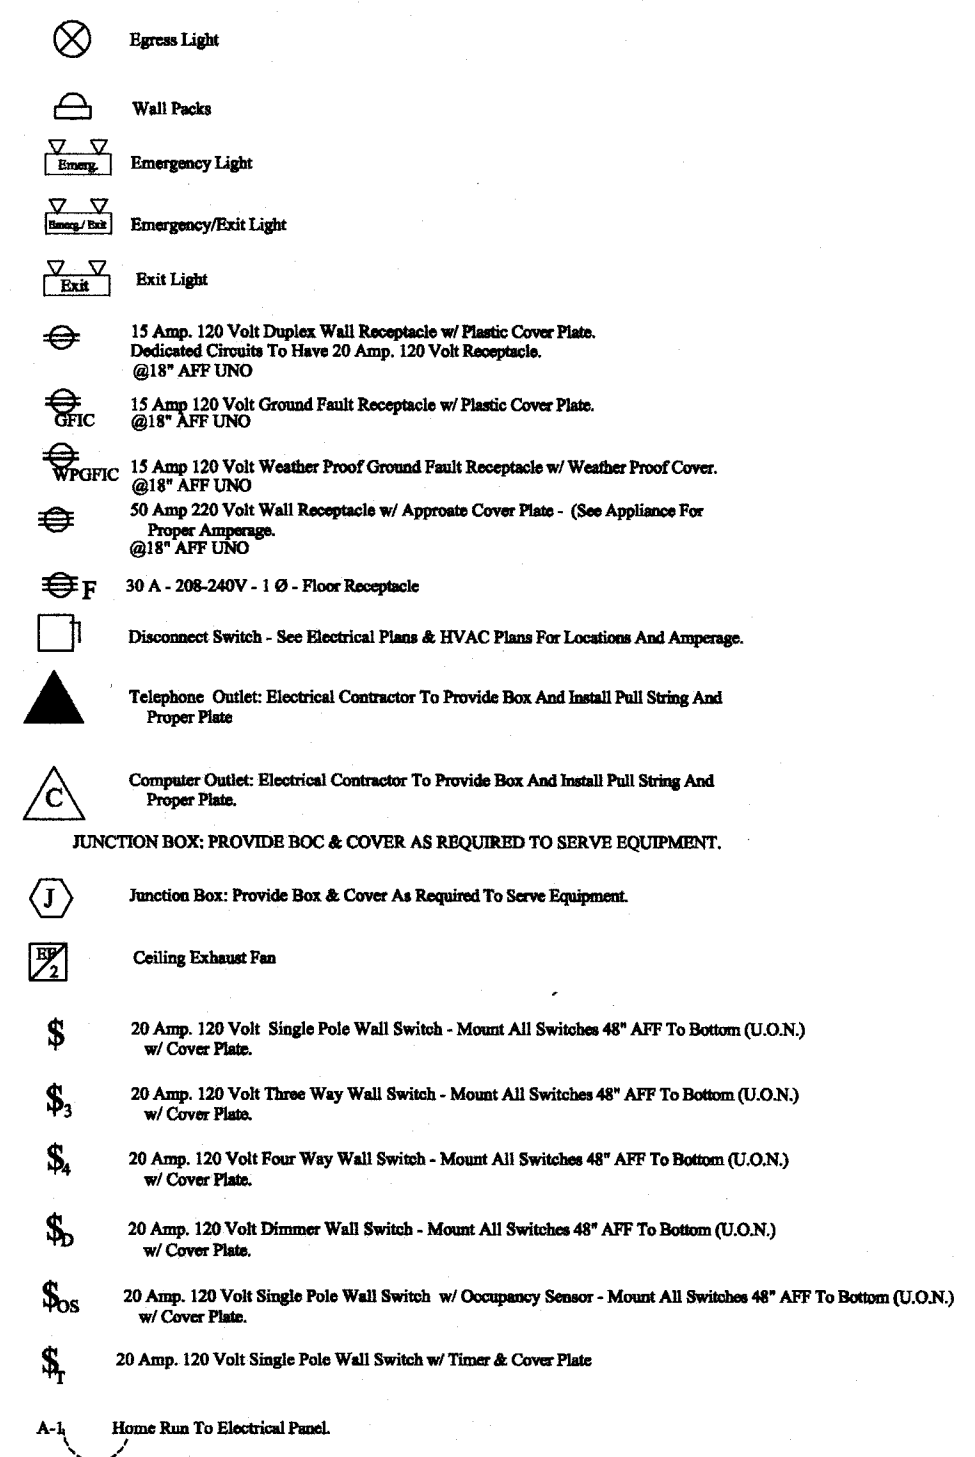 Egress Light
Wall Packs
Emerg. Emergency Light
Emerg./ Exit Emergency/Exit Light
Exit Exit Light
15 Amp. 120 Volt Duplex Wall Receptacle w/ Plastic Cover Plate.
Dedicated Circuits To Have 20 Amp. 120 Volt Receptacle.
@18" AFF UNO
15 Amp 120 Volt Ground Fault Receptacle w/ Plastic Cover Plate.
GFIC @18" AFF UNO
WPGFIC 15 Amp 120 Volt Weather Proof Ground Fault Receptacle w/ Weather Proof Cover.
@18" AFF UNO
50 Amp 220 Volt Wall Receptacle w/ Approate Cover Plate - (See Appliance For
Proper Amperage.
@18" AFF UNO
F 30 A - 208-240V - 1 Ø - Floor Receptacle
Disconnect Switch - See Electrical Plans & HVAC Plans For Locations And Amperage.
Telephone Outlet: Electrical Contractor To Provide Box And Install Pull String And
Proper Plate
Computer Outlet: Electrical Contractor To Provide Box And Install Pull String And
C Proper Plate.
JUNCTION BOX: PROVIDE BOC & COVER AS REQUIRED TO SERVE EQUIPMENT.
J Junction Box: Provide Box & Cover As Required To Serve Equipment.
EF/2 Ceiling Exhaust Fan
$ 20 Amp. 120 Volt Single Pole Wall Switch - Mount All Switches 48" AFF To Bottom (U.O.N.)
w/ Cover Plate.
$3 20 Amp. 120 Volt Three Way Wall Switch - Mount All Switches 48" AFF To Bottom (U.O.N.)
w/ Cover Plate.
$4 20 Amp. 120 Volt Four Way Wall Switch - Mount All Switches 48" AFF To Bottom (U.O.N.)
w/ Cover Plate.
$D 20 Amp. 120 Volt Dimmer Wall Switch - Mount All Switches 48" AFF To Bottom (U.O.N.)
w/ Cover Plate.
$OS 20 Amp. 120 Volt Single Pole Wall Switch w/ Occupancy Sensor - Mount All Switches 48" AFF To Bottom (U.O.N.)
w/ Cover Plate.
$T 20 Amp. 120 Volt Single Pole Wall Switch w/ Timer & Cover Plate
A-1, Home Run To Electrical Panel.